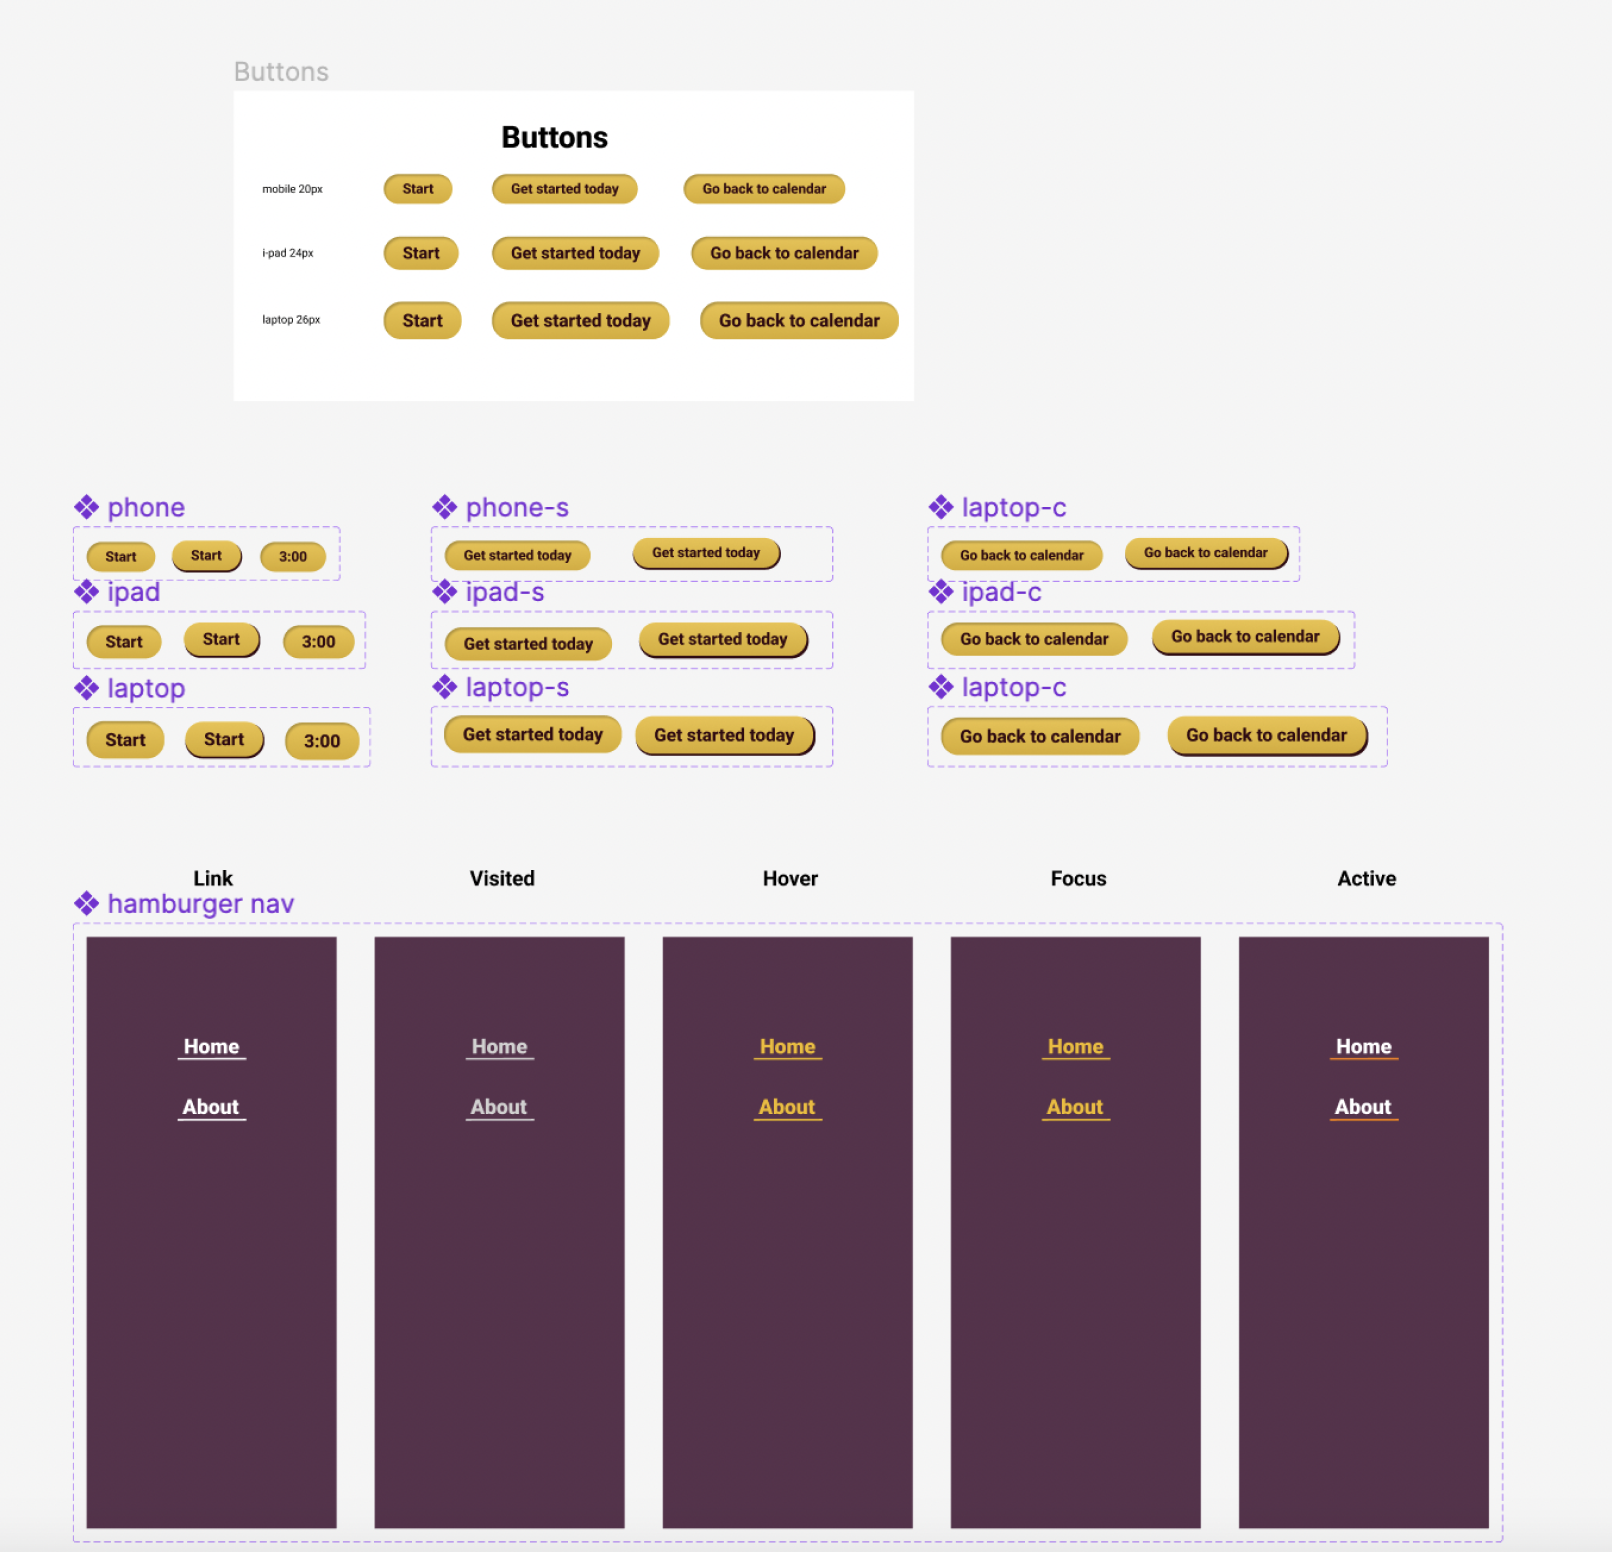 Buttons
Buttons
mobile 20px Start Get started today Go back to calendar
i-pad 24px Start Get started today Go back to calendar
laptop 26px Start Get started today Go back to calendar
phone phone-s laptop-c
Start Start 3:00 Get started today Get started today Go back to calendar Go back to calendar
ipad ipad-s ipad-c
Start Start 3:00 Get started today Get started today Go back to calendar Go back to calendar
laptop laptop-s laptop-c
Start Start 3:00 Get started today Get started today Go back to calendar Go back to calendar
Link Visited Hover Focus Active
hamburger nav
Home Home Home Home Home
About About About About About